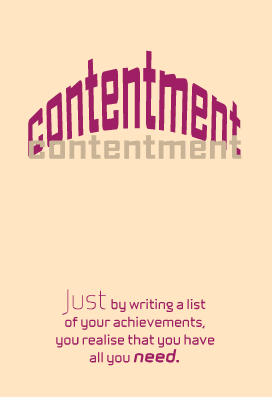 contentment
contentment
Just by writing a list
of your achievements,
you realise that you have
all you need.